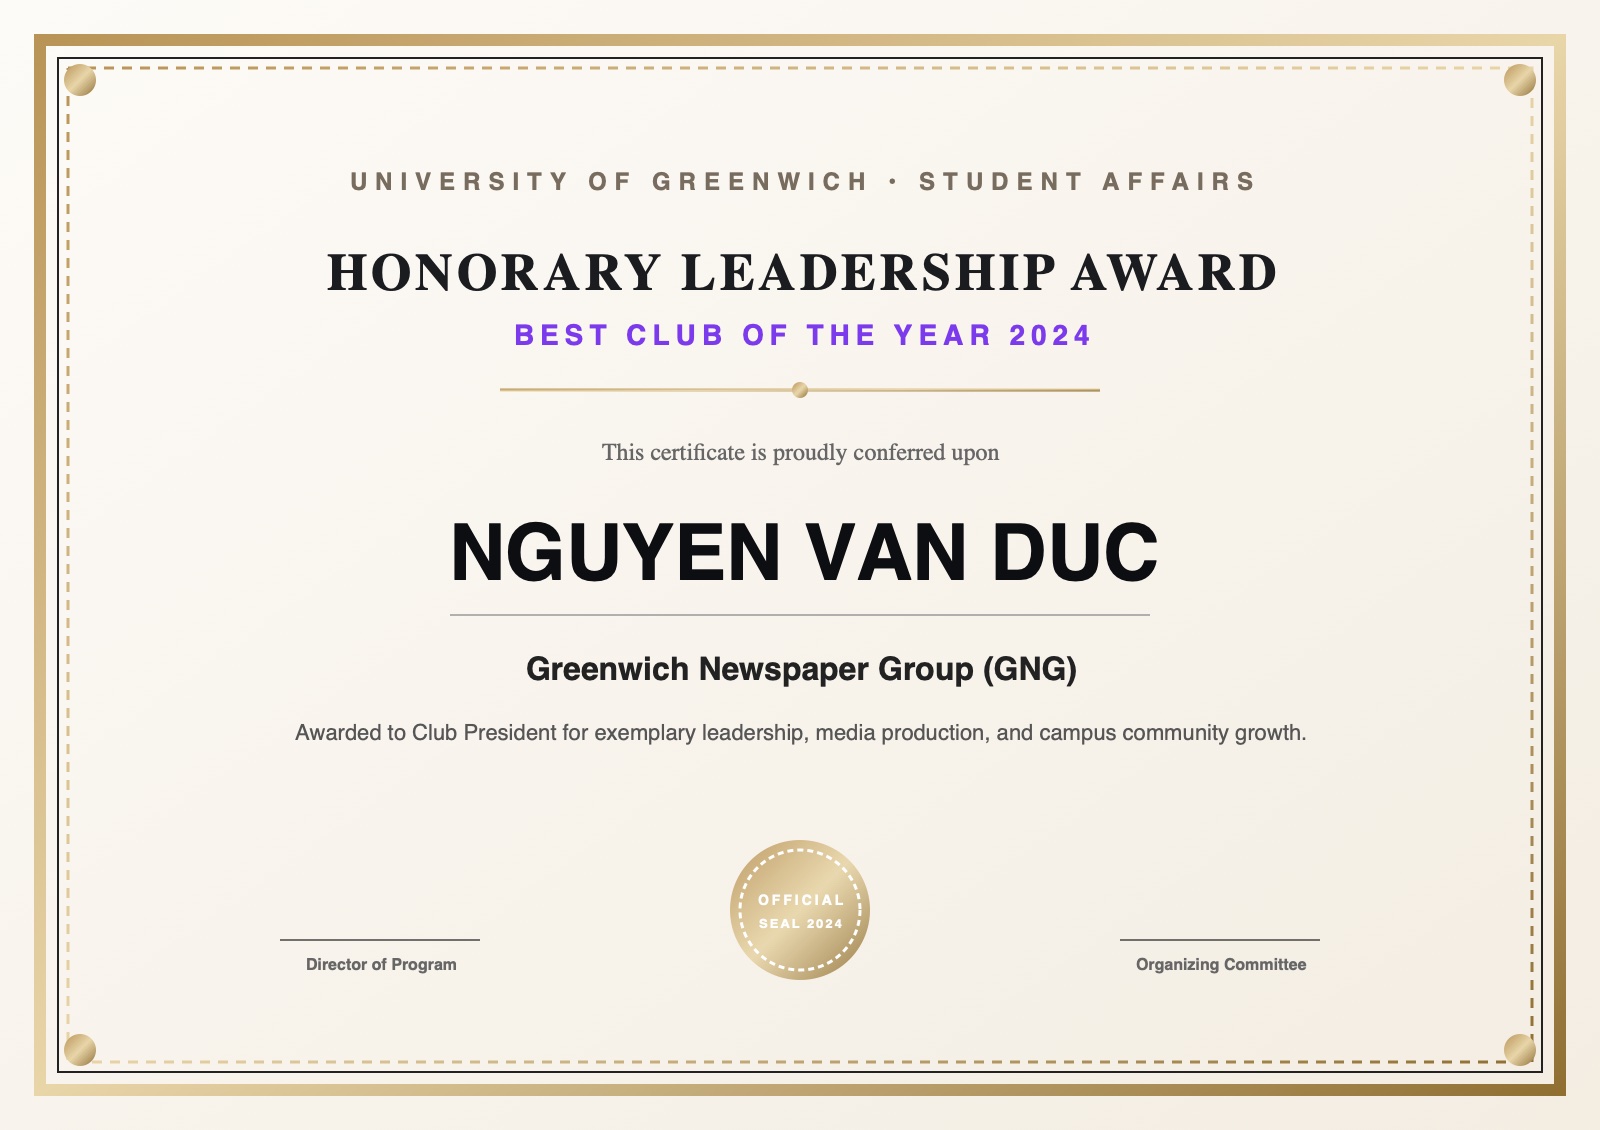 UNIVERSITY OF GREENWICH • STUDENT AFFAIRS
HONORARY LEADERSHIP AWARD
BEST CLUB OF THE YEAR 2024
This certificate is proudly conferred upon
NGUYEN VAN DUC
Greenwich Newspaper Group (GNG)
Awarded to Club President for exemplary leadership, media production, and campus community growth.
OFFICIAL
SEAL 2024
Director of Program
Organizing Committee